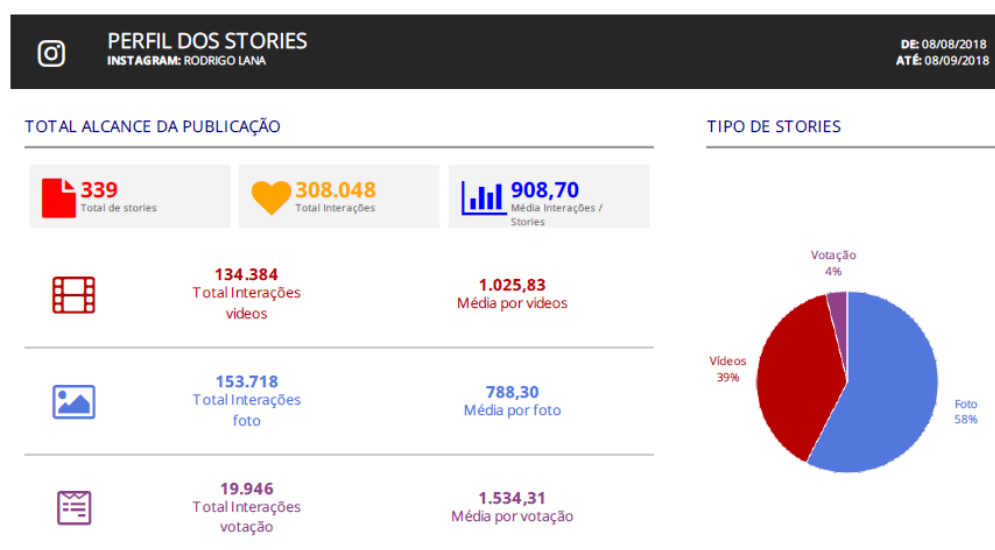 PERFIL DOS STORIES
INSTAGRAM: RODRIGO LANA
DE: 08/08/2018
ATÉ: 08/09/2018
TOTAL ALCANCE DA PUBLICAÇÃO
339
Total de stories
308.048
Total Interações
908,70
Média Interações /
Stories
134.384
Total Interações
videos
1.025,83
Média por videos
153.718
Total Interações
foto
788,30
Média por foto
19.946
Total Interações
votação
1.534,31
Média por votação
TIPO DE STORIES
Votação
4%
Vídeos
39%
Foto
58%